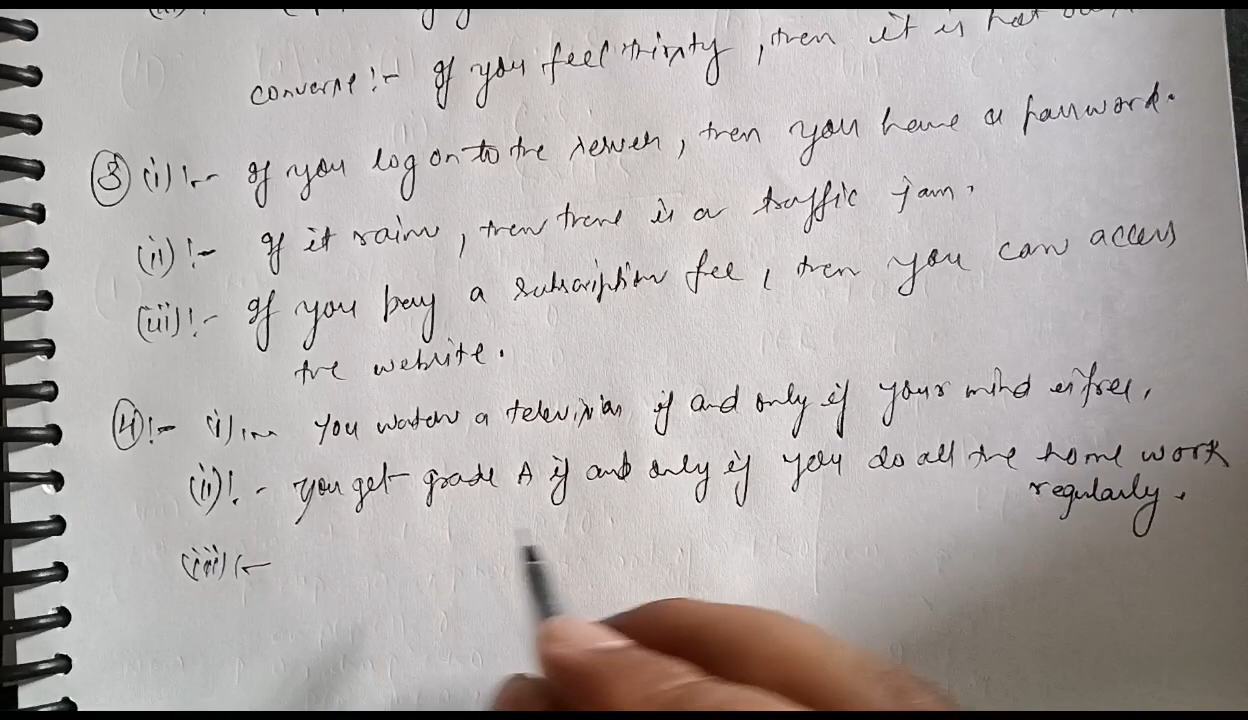 converse :- If you feel thirsty, then it is hot
③ (i) :- If you log on to the server, then you have a password.
(ii) :- If it rains, then there is a traffic jam.
(iii) :- If you pay a subscription fee, then you can access
the website.
④ :- (i) :- You watch a television if and only if your mind is free,
(ii) :- You get grade A if and only if you do all the home work
regularly.
(iii) :-